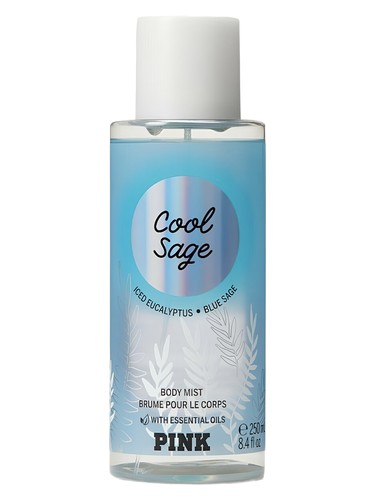 Cool
Sage
ICED EUCALYPTUS • BLUE SAGE
BODY MIST
BRUME POUR LE CORPS
WITH ESSENTIAL OILS
PINK
℮ 250 m
8.4 fl oz